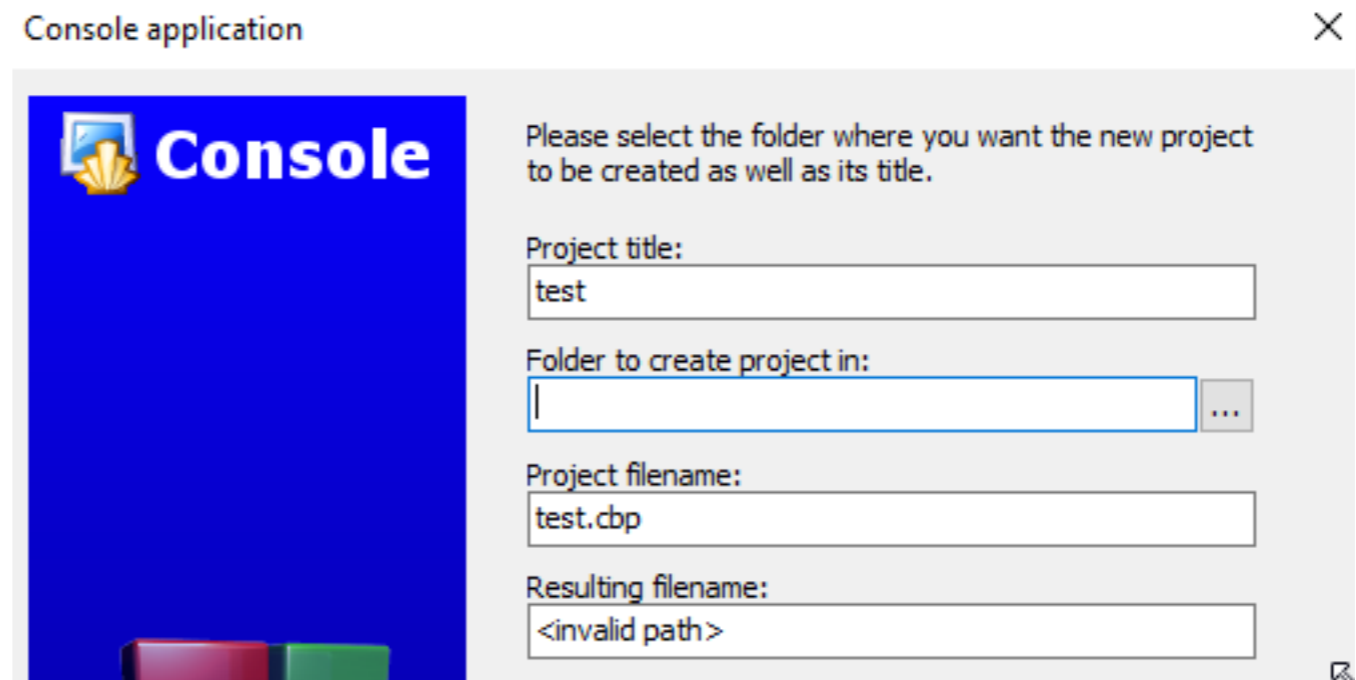 Console application
Console
Please select the folder where you want the new project
to be created as well as its title.
Project title:
test
Folder to create project in:
...
Project filename:
test.cbp
Resulting filename:
<invalid path>